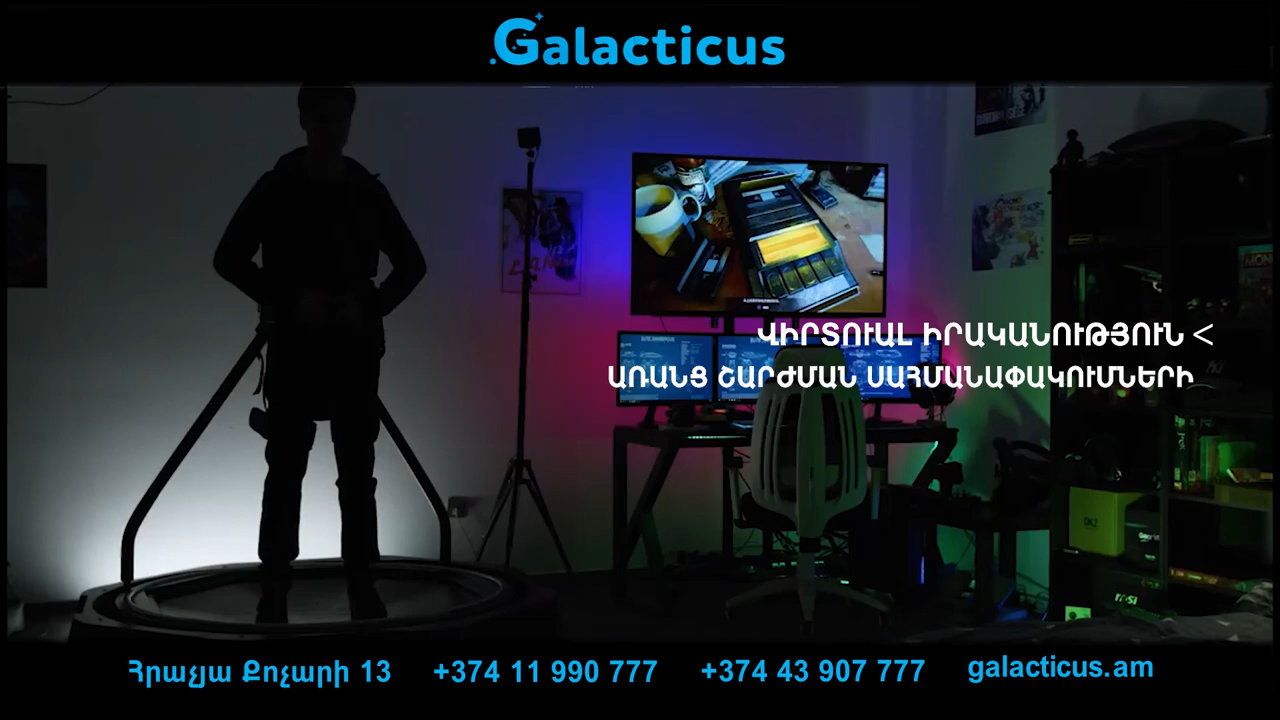 Galacticus
ՎԻՐՏՈՒԱԼ ԻՐԱԿԱՆՈՒԹՅՈՒՆ <
ԱՌԱՆՑ ՇԱՐԺՄԱՆ ՍԱՀՄԱՆԱՓԱԿՈՒՄՆԵՐԻ
msi
Հրաչյա Քոչարի 13 +374 11 990 777 +374 43 907 777 galacticus.am